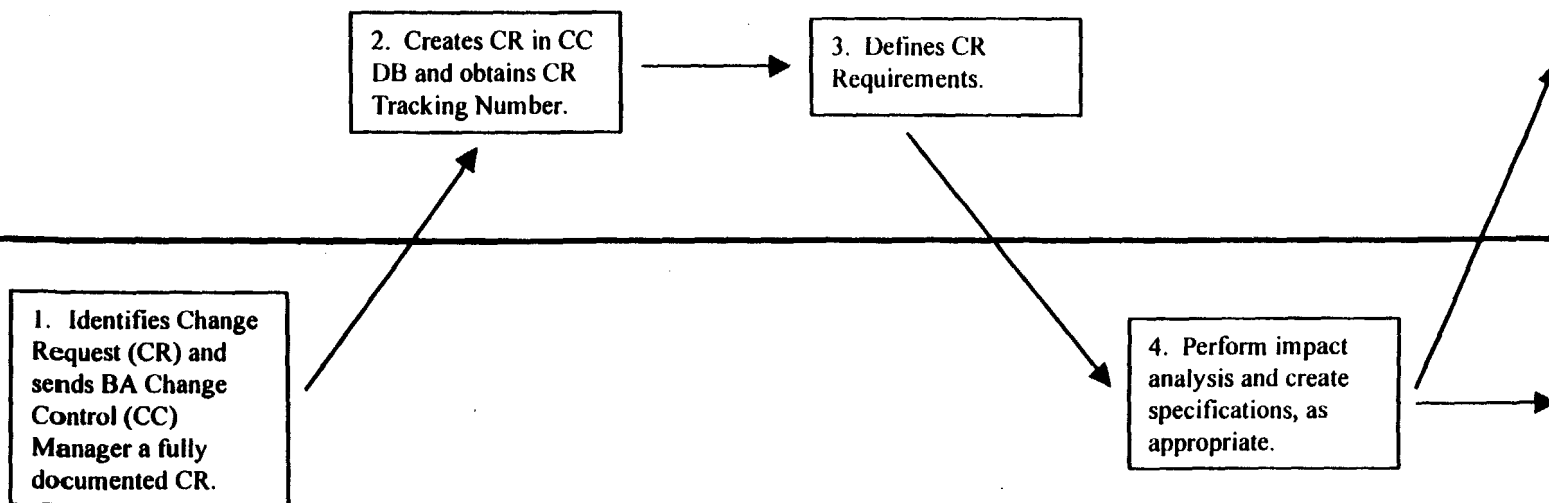 2. Creates CR in CC
DB and obtains CR
Tracking Number.
3. Defines CR
Requirements.
1. Identifies Change
Request (CR) and
sends BA Change
Control (CC)
Manager a fully
documented CR.
4. Perform impact
analysis and create
specifications, as
appropriate.